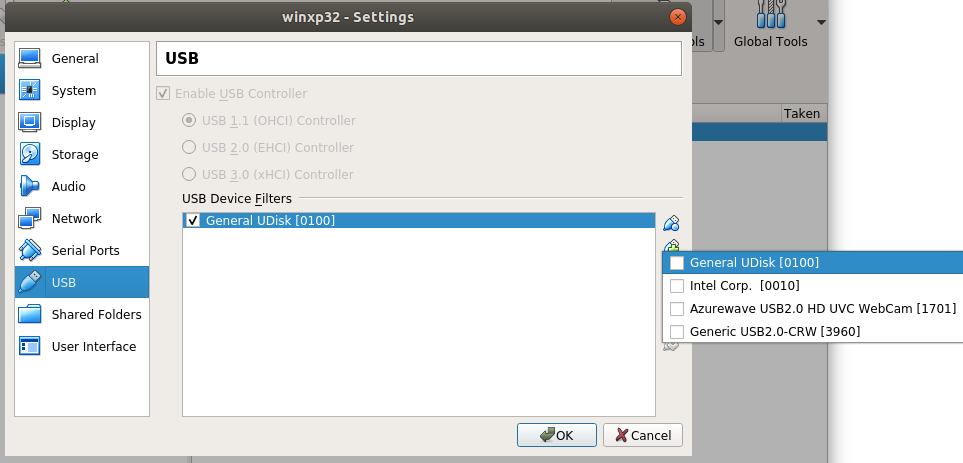 winxp32 - Settings
General
System
Display
Storage
Audio
Network
Serial Ports
USB
Shared Folders
User Interface
USB
Enable USB Controller
USB 1.1 (OHCI) Controller
USB 2.0 (EHCI) Controller
USB 3.0 (xHCI) Controller
USB Device Filters
General UDisk [0100]
General UDisk [0100]
Intel Corp.  [0010]
Azurewave USB2.0 HD UVC WebCam [1701]
Generic USB2.0-CRW [3960]
OK
Cancel
Global Tools
Taken